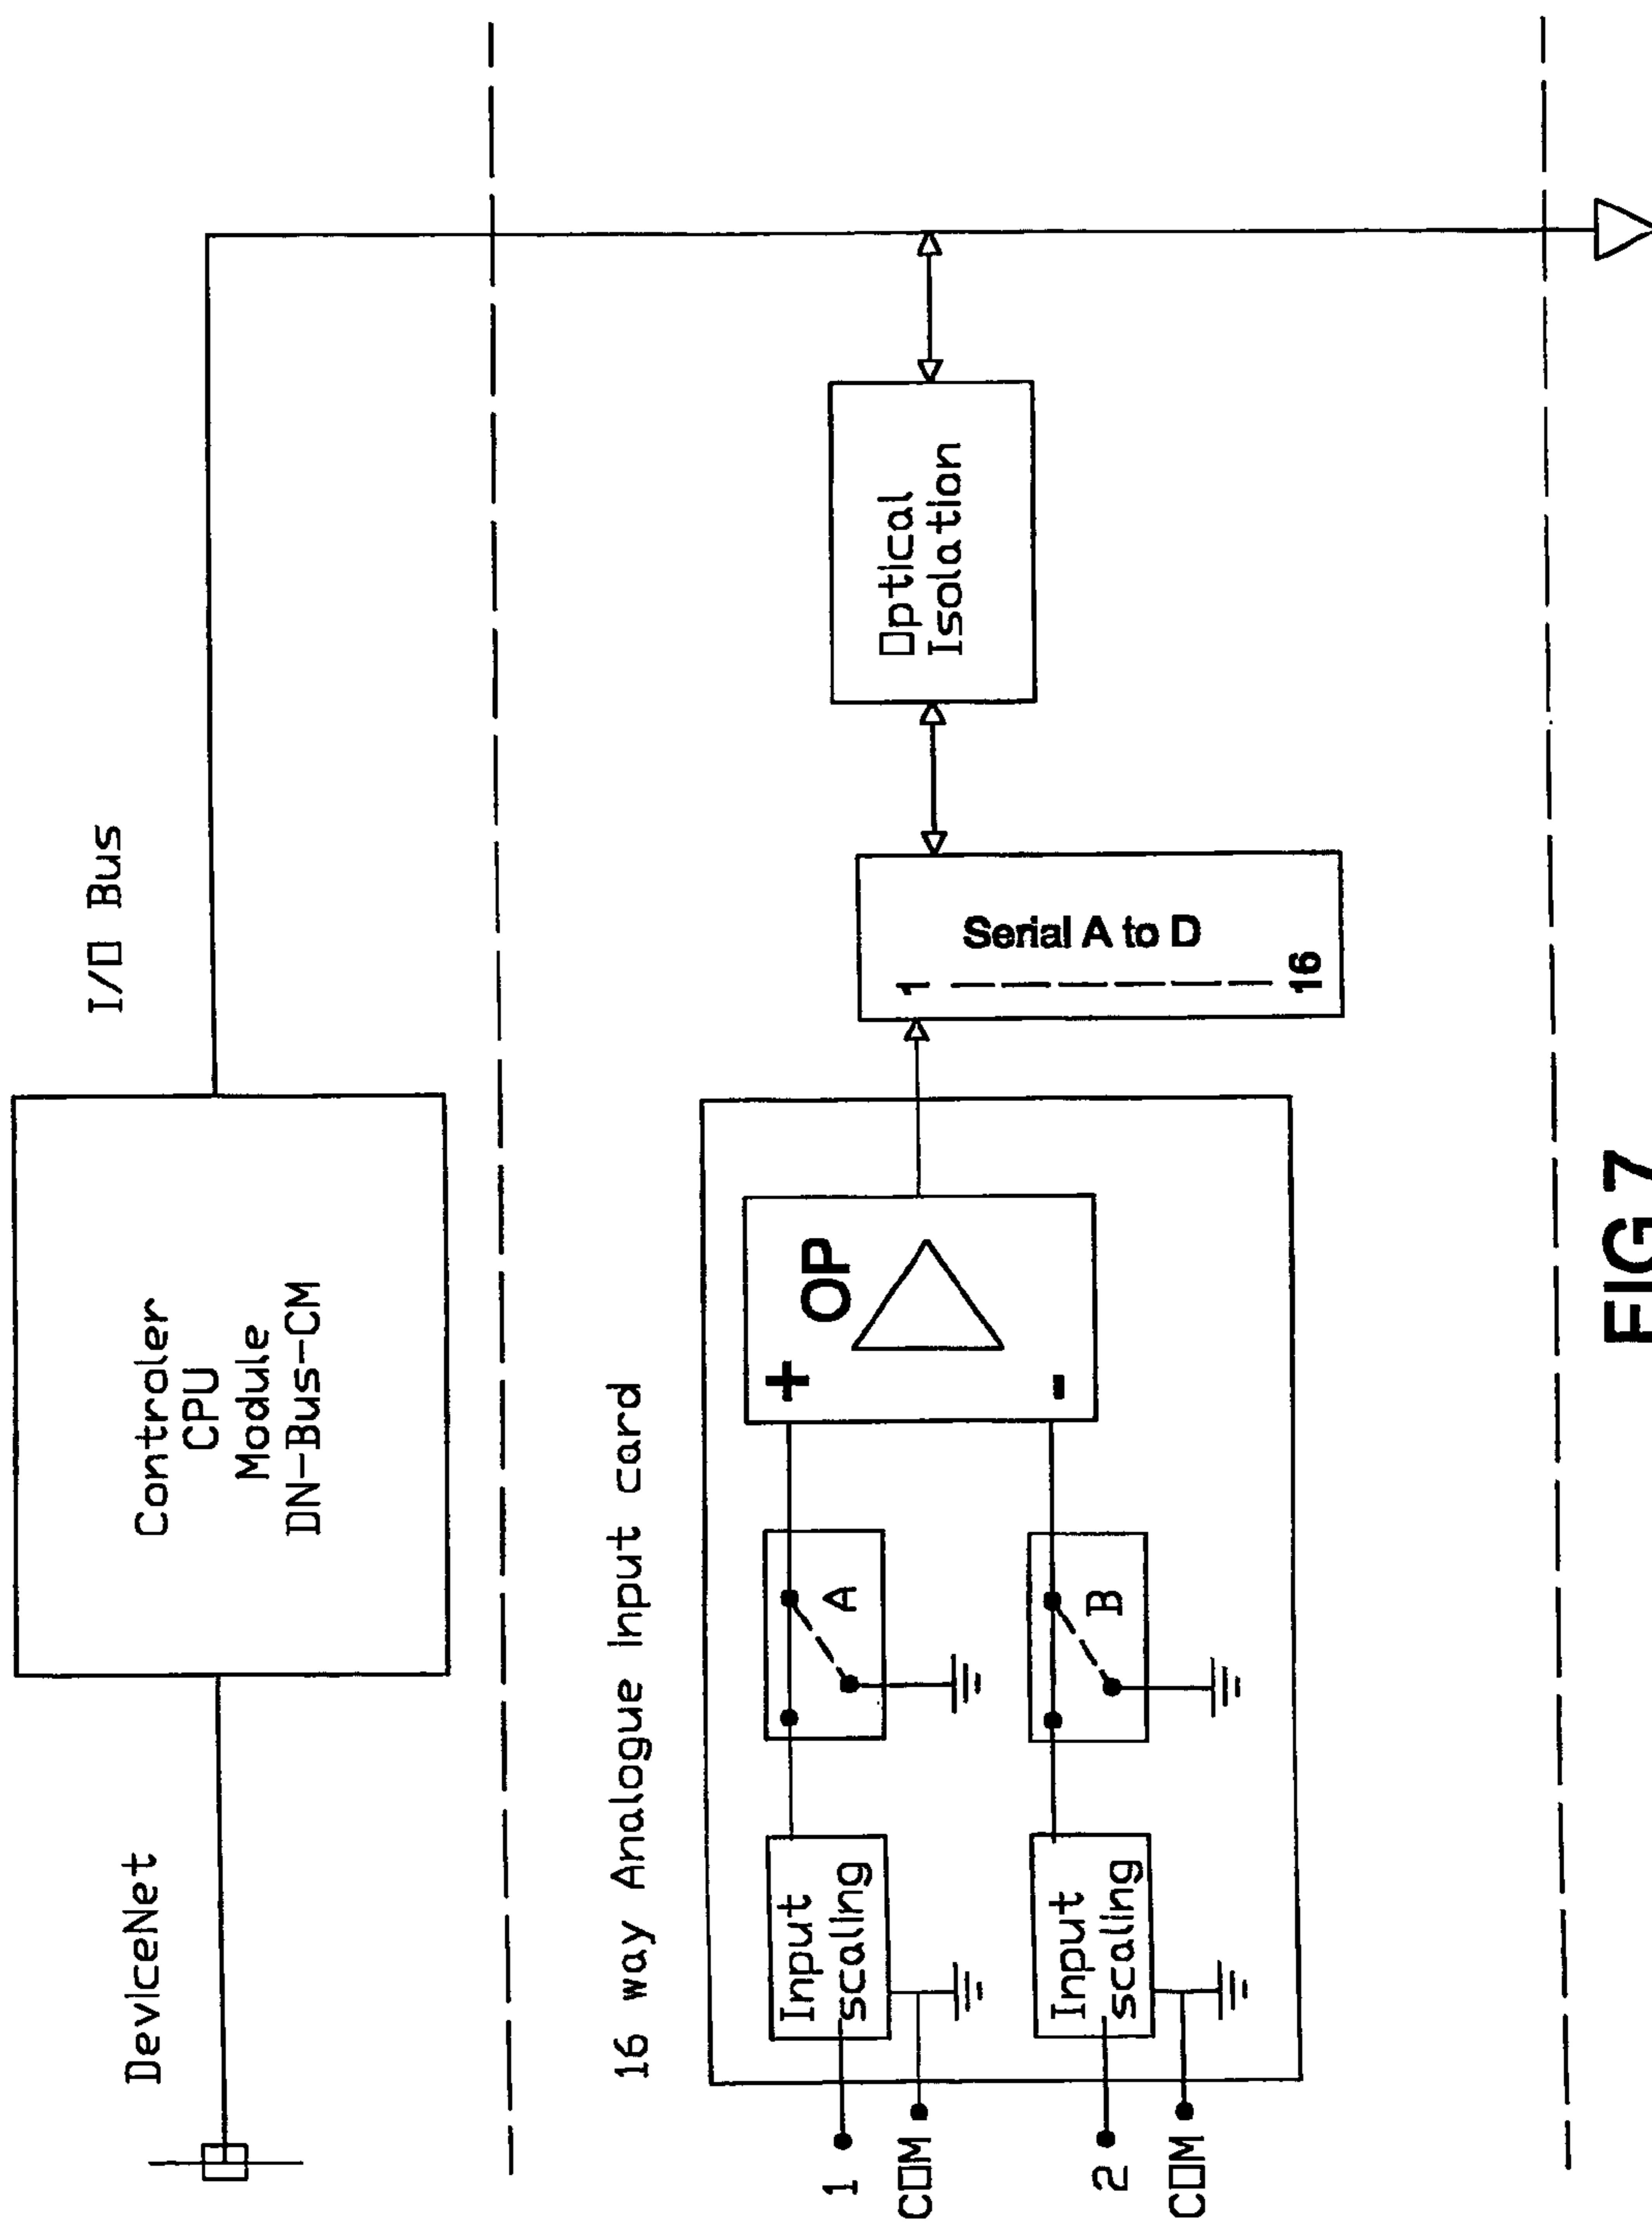 DeviceNet
Controler
CPU
Module
DN-Bus-CM
I/O Bus
16 way Analogue input card
1
COM
Input
scaling
A
+
OP
-
2
COM
Input
scaling
B
Serial A to D
1
16
Optical
Isolation
FIG 7